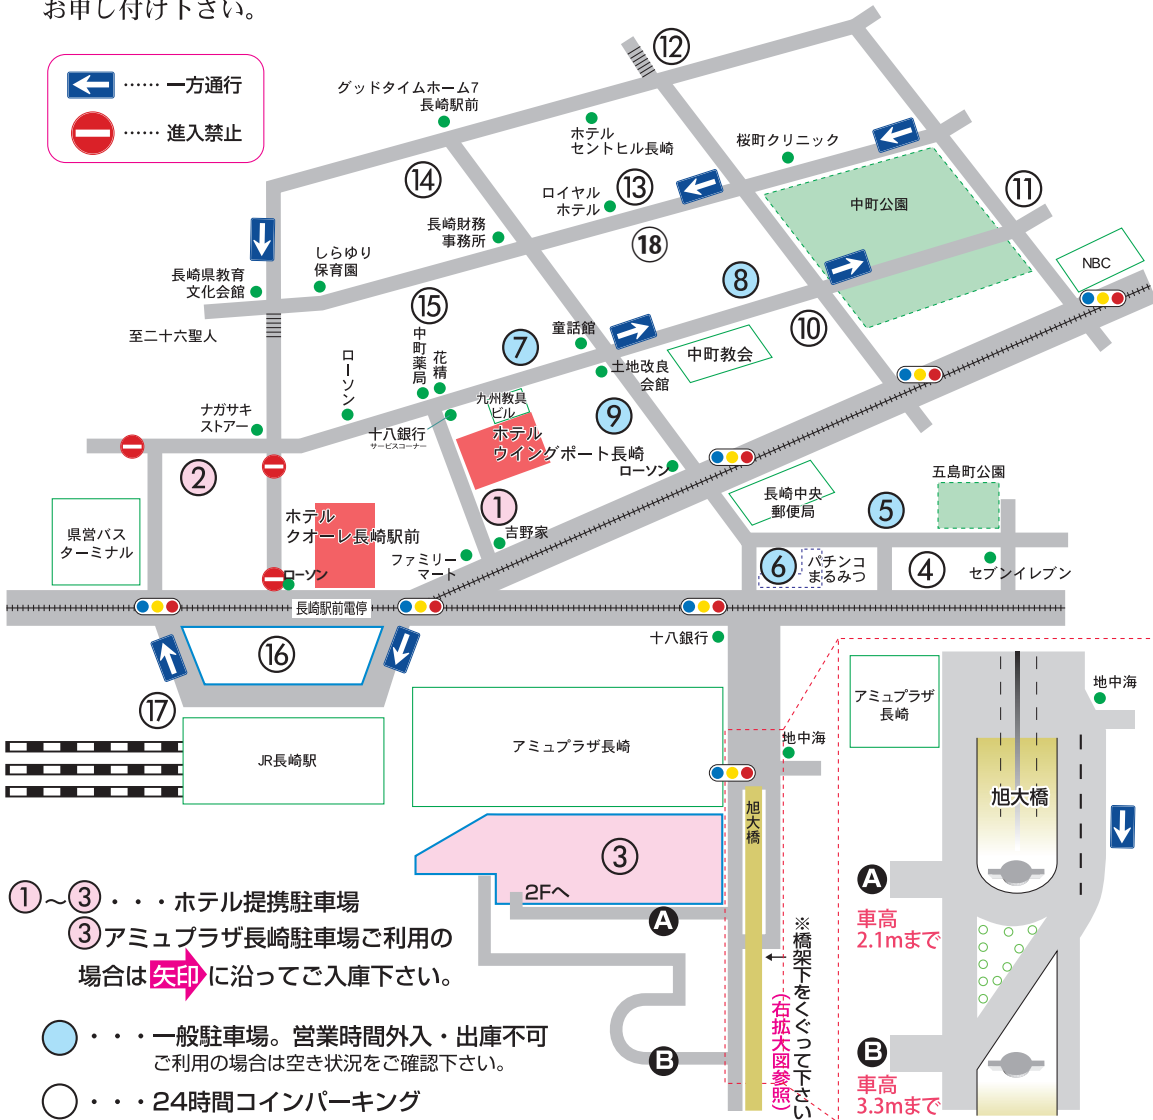 お申し付け下さい。
…… 一方通行
…… 進入禁止
グッドタイムホーム7
長崎駅前
⑫
ホテル
セントヒル長崎
桜町クリニック
⑭
⑬
ロイヤル
ホテル
⑪
中町公園
長崎財務
事務所
⑱
NBC
しらゆり
保育園
長崎県教育
文化会館
⑧
⑮
至二十六聖人
童話館
⑩
中町薬局
花精
⑦
中町教会
ローソン
土地改良
会館
九州教具
ビル
ナガサキ
ストアー
十八銀行
サービスコーナー
ホテル
ウイングポート長崎
⑨
ローソン
②
五島町公園
長崎中央
郵便局
①
⑤
県営バス
ターミナル
ホテル
クオーレ長崎駅前
吉野家
ファミリー
マート
⑥
パチンコ
まるみつ
④
セブンイレブン
ローソン
長崎駅前電停
十八銀行
⑯
⑰
アミュプラザ
長崎
地中海
JR長崎駅
アミュプラザ長崎
地中海
旭大橋
旭大橋
③
2Fへ
A
A
車高
2.1mまで
※橋架下をくぐって下さい
(右拡大図参照)
B
B
車高
3.3mまで
①〜③・・・ホテル提携駐車場
③アミュプラザ長崎駐車場ご利用の
場合は矢印に沿ってご入庫下さい。
・・・一般駐車場。営業時間外入・出庫不可
ご利用の場合は空き状況をご確認下さい。
・・・24時間コインパーキング